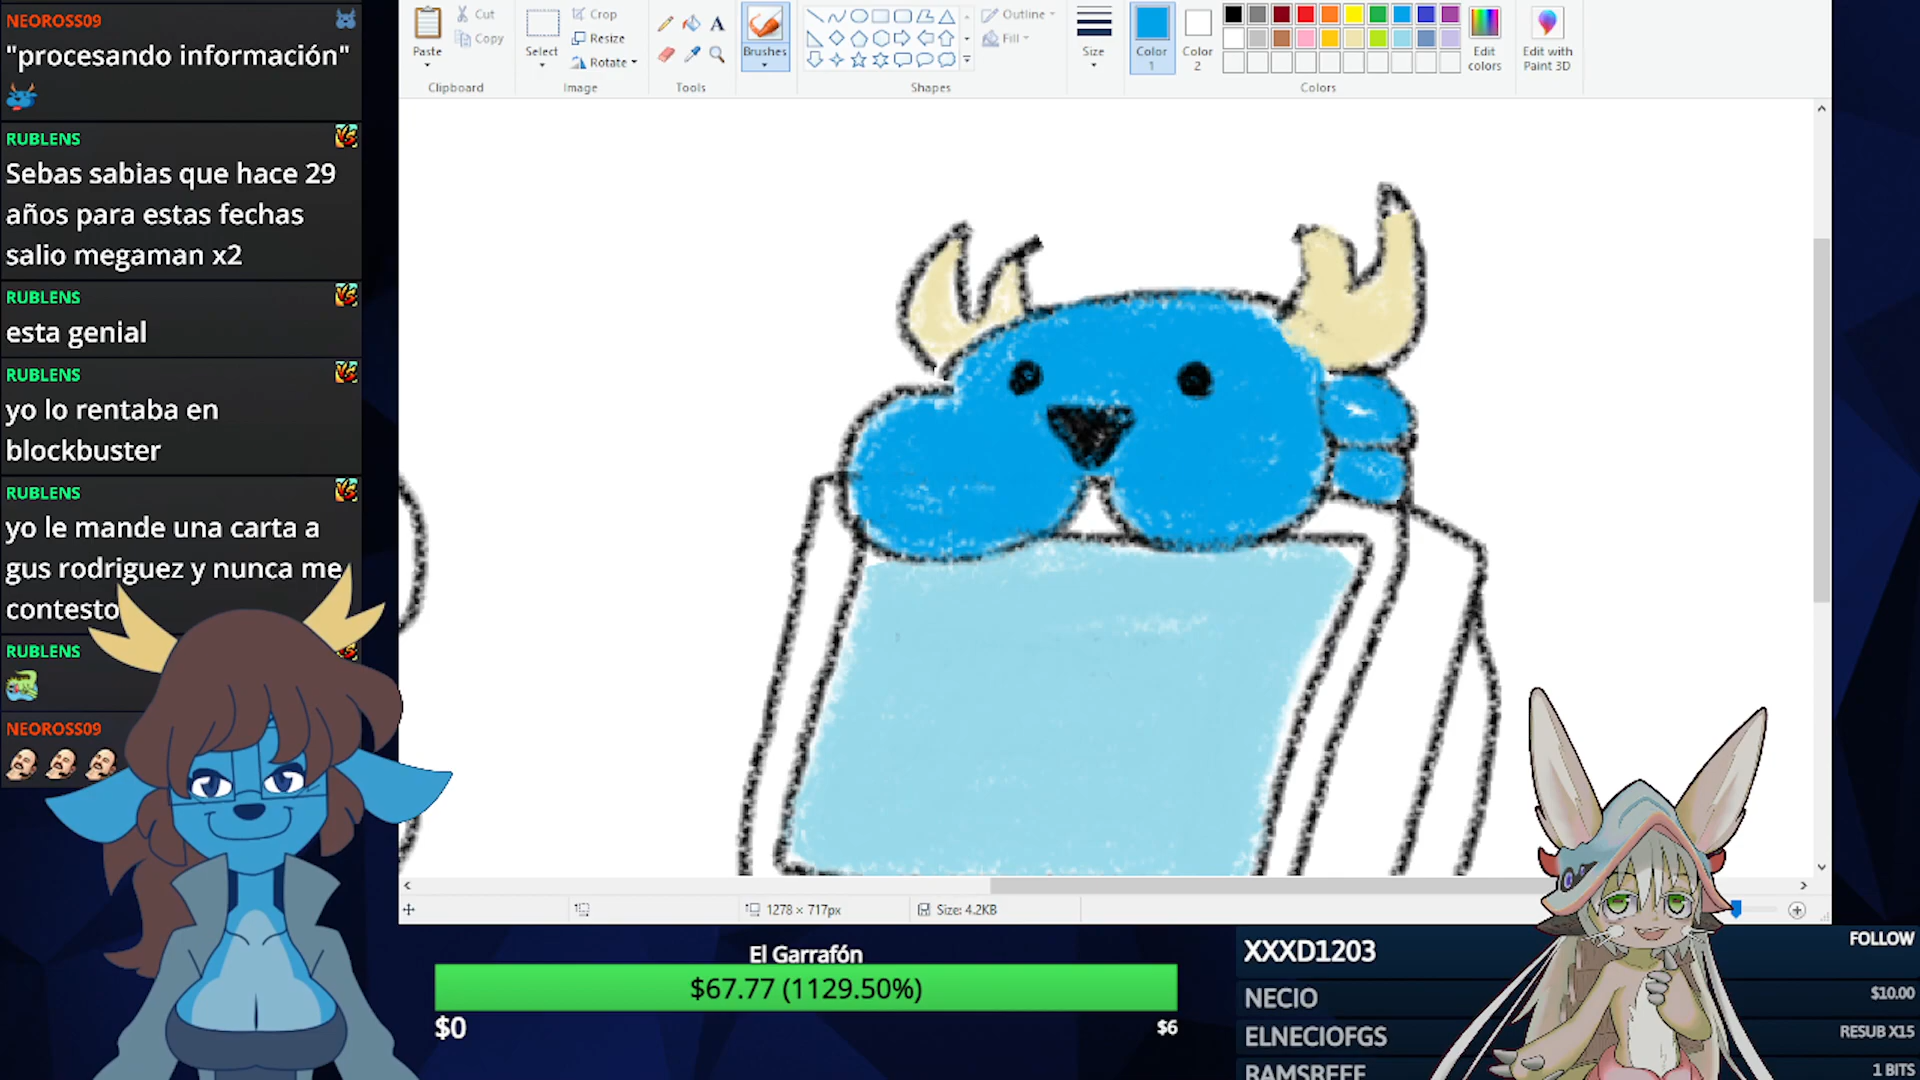 NEOROSS09
"procesando información"
RUBLENS
Sebas sabias que hace 29
años para estas fechas
salio megaman x2
RUBLENS
esta genial
RUBLENS
yo lo rentaba en
blockbuster
RUBLENS
yo le mande una carta a
gus rodriguez y nunca me
contesto
RUBLENS
NEOROSS09
Paste
Cut
Copy
Clipboard
Select
Crop
Resize
Rotate
Image
A
Tools
Brushes
Outline
Fill
Shapes
Size
Color
1
Color
2
Edit
colors
Edit with
Paint 3D
Colors
1278 × 717px
Size: 4.2KB
El Garrafón
$67.77 (1129.50%)
$0
$6
XXXD1203
FOLLOW
NECIO
$10.00
ELNECIOFGS
RESUB X15
RAMSREEE
1 BITS